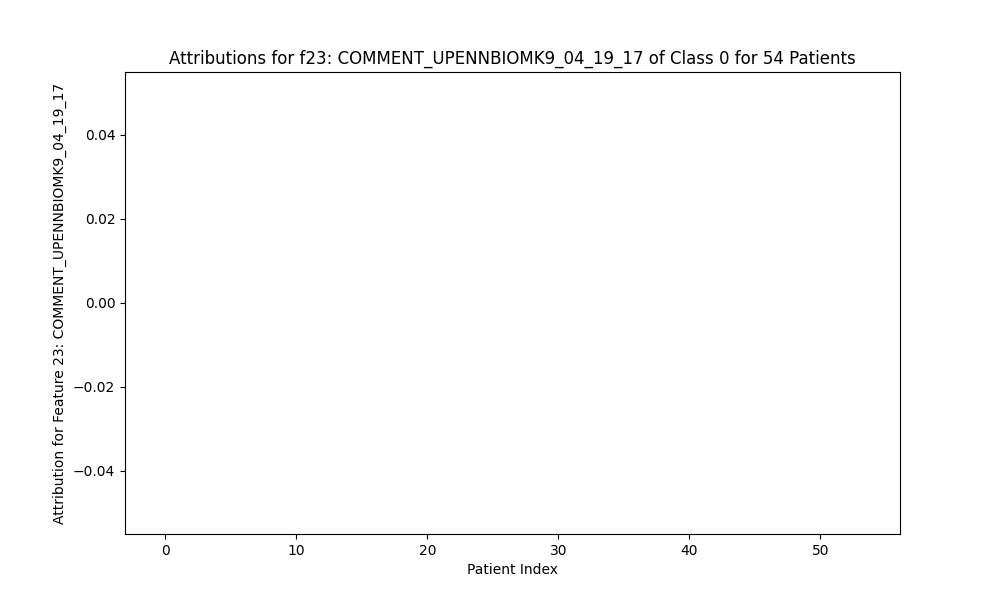 Attributions for f23: COMMENT_UPENNBIOMK9_04_19_17 of Class 0 for 54 Patients
Attribution for Feature 23: COMMENT_UPENNBIOMK9_04_19_17
0.04
0.02
0.00
−0.02
−0.04
0 10 20 30 40 50
Patient Index